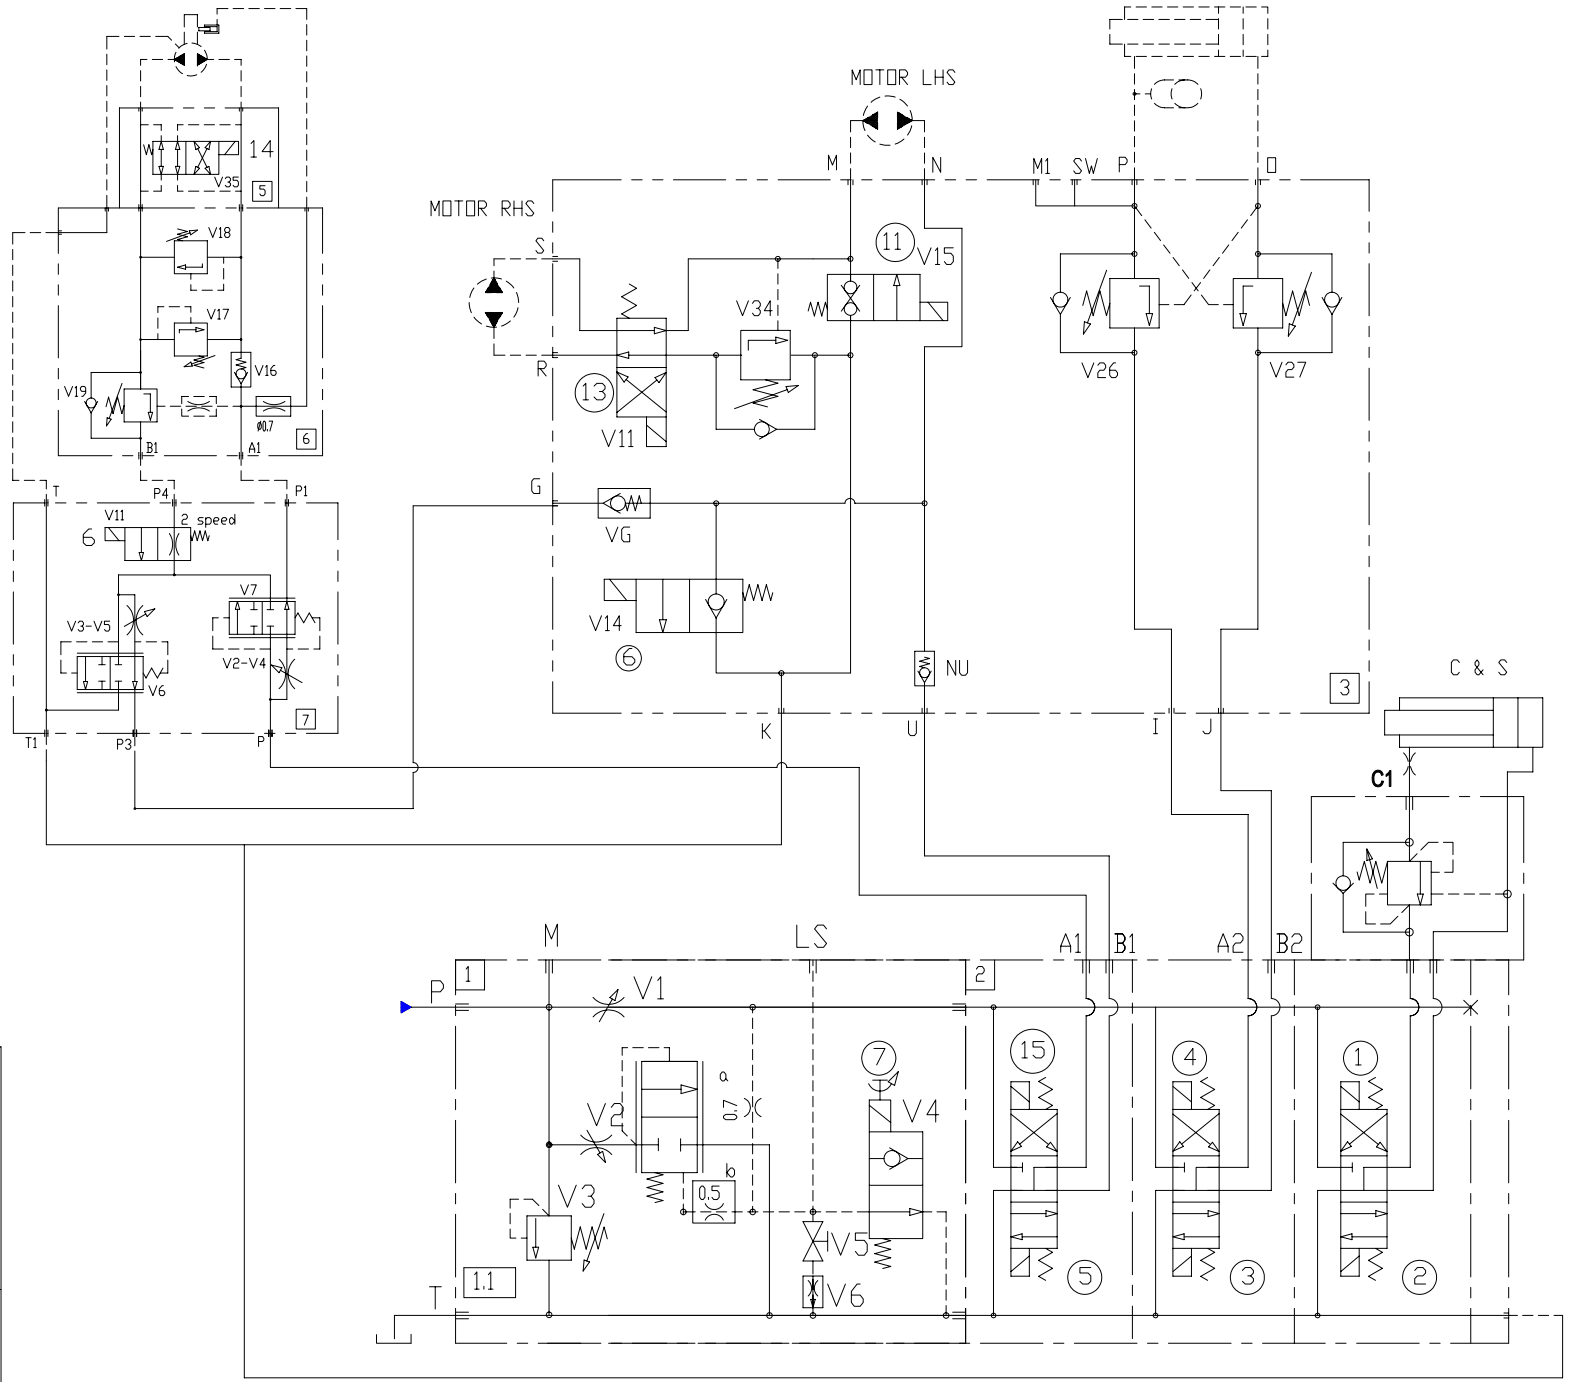 MOTOR LHS
14
V35
5
M
N
M1
SW
P
O
MOTOR RHS
V18
S
11
V15
V17
V34
V16
R
V26
V27
V19
13
Ø0.7
V11
6
B1
A1
G
T
P4
P1
V11
2 speed
6
VG
V7
V14
V3-V5
V2-V4
6
NU
C & S
V6
3
7
T1
P3
P
K
U
I
J
C1
M
LS
A1
B1
A2
B2
1
2
P
V1
15
4
1
7
a
0.7
V2
V4
b
0.5
V3
V5
1.1
V6
5
3
2
T